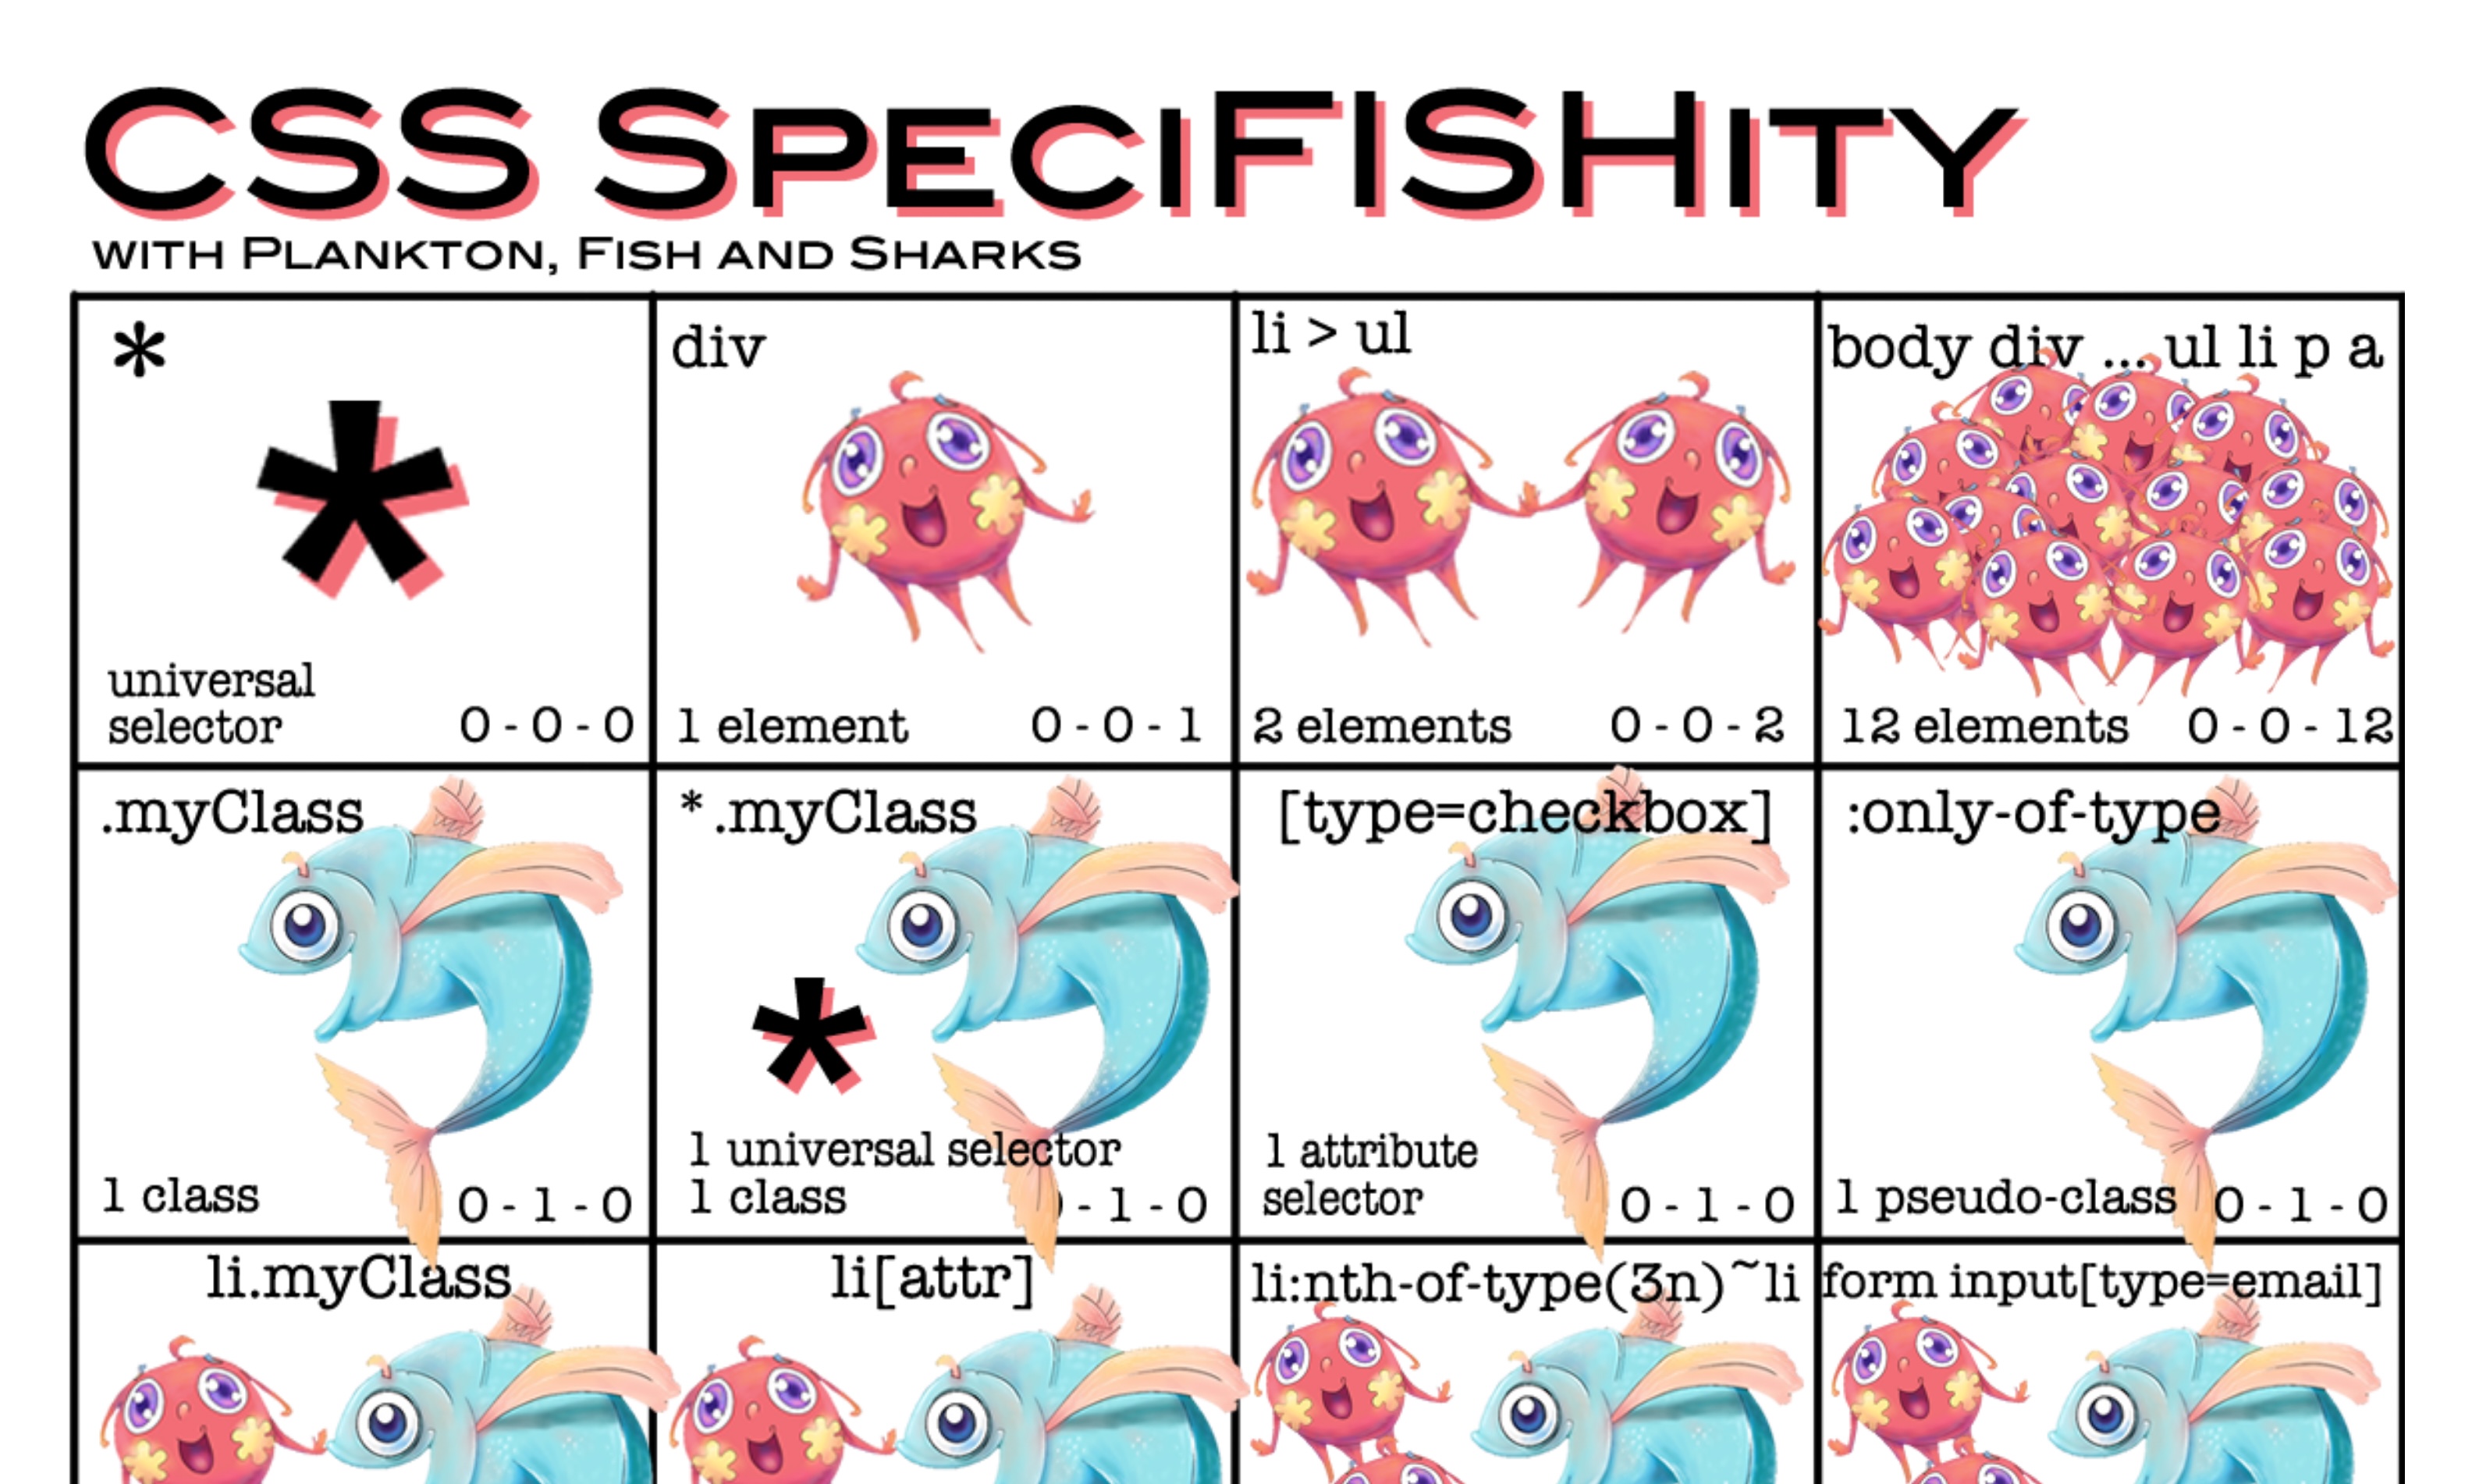 CSS SPECIFISHITY
WITH PLANKTON, FISH AND SHARKS
*
*
universal
selector
0 - 0 - 0
div
1 element
0 - 0 - 1
li > ul
2 elements
0 - 0 - 2
body div ... ul li p a
12 elements
0 - 0 - 12
.myClass
1 class
0 - 1 - 0
* .myClass
*
1 universal selector
1 class
0 - 1 - 0
[type=checkbox]
1 attribute
selector
0 - 1 - 0
:only-of-type
1 pseudo-class
0 - 1 - 0
li.myClass
li[attr]
li:nth-of-type(3n)~li
form input[type=email]